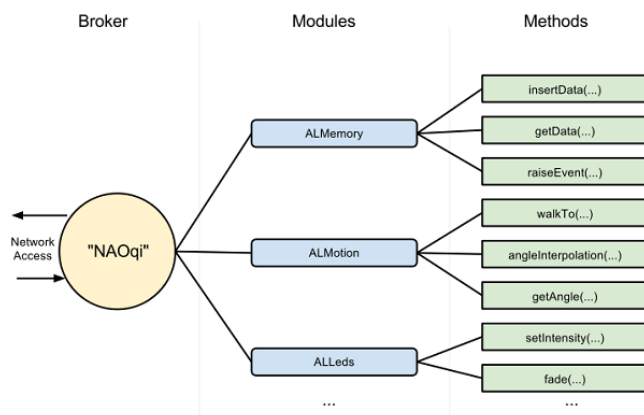 Broker
Modules
Methods
insertData(...)
ALMemory
getData(...)
raiseEvent(...)
walkTo(...)
Network
Access
"NAOqi"
ALMotion
angleInterpolation(...)
getAngle(...)
setIntensity(...)
ALLeds
fade(...)
...
...